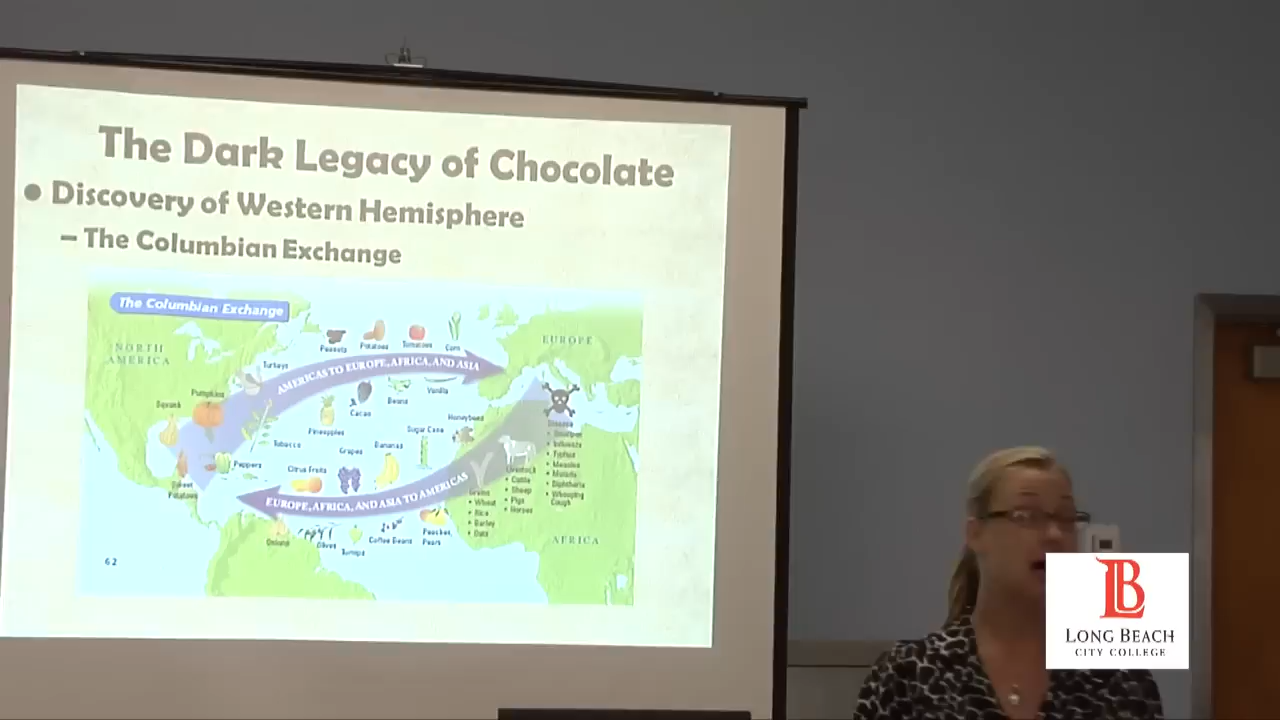 The Dark Legacy of Chocolate
• Discovery of Western Hemisphere
– The Columbian Exchange
The Columbian Exchange
NORTH
AMERICA
EUROPE
Peanuts
Potatoes
Tomatoes
Corn
Turkeys
AMERICAS TO EUROPE, AFRICA, AND ASIA
Pumpkins
Squash
Cacao
Beans
Vanilla
Pineapples
Tobacco
Peppers
Sweet
Potatoes
Honeybees
Sugar Cane
Bananas
Grapes
Citrus Fruits
EUROPE, AFRICA, AND ASIA TO AMERICAS
Onions
Olives
Turnips
Coffee Beans
Peaches,
Pears
Grains
• Wheat
• Rice
• Barley
• Oats
Livestock
• Cattle
• Sheep
• Pigs
• Horses
Disease
• Smallpox
• Influenza
• Typhus
• Measles
• Malaria
• Diphtheria
• Whooping
Cough
AFRICA
62
LB
LONG BEACH
CITY COLLEGE